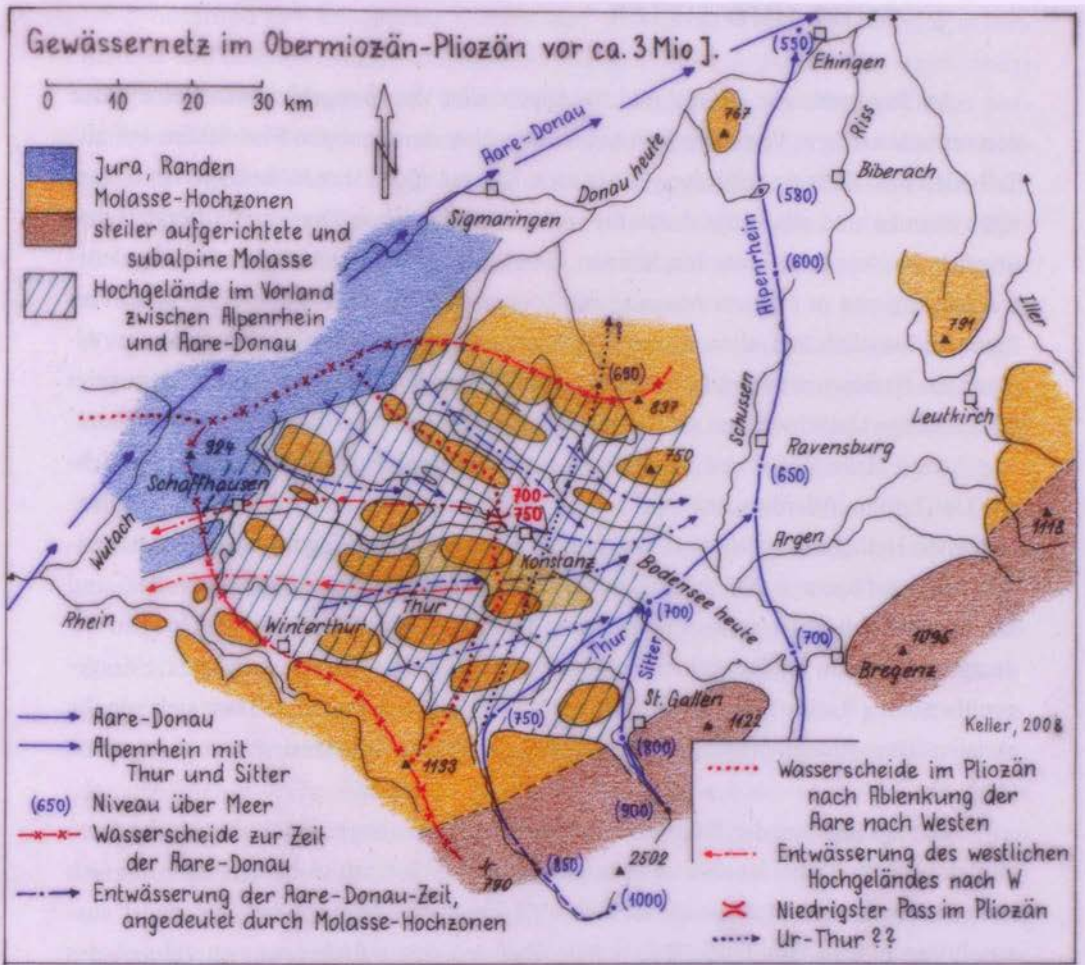 Gewässernetz im Obermiozän-Pliozän vor ca. 3 Mio J.
0 10 20 30
km
Jura, Randen
Molasse-Hochzonen
steiler aufgerichtete und
subalpine Molasse
Hochgelände im Vorland
zwischen Alpenrhein
und Aare-Donau
N
Aare-Donau
Sigmaringen
Donau heute
(550)
Ehingen
767
Riss
Biberach
(580)
Alpenrhein
(600)
791
Iller
Leutkirch
Schussen
Ravensburg
(650)
??
(680)
837
750
924
Schaffhausen
Wutach
700-
750
Konstanz
Argen
Bodensee heute
1118
Rhein
Thur
Winterthur
Thur
(700)
Sitter
(700)
1096
Bregenz
St. Gallen
1122
(750)
(800)
1133
(900)
2502
790
(850)
(1000)
Keller, 2008
Aare-Donau
Alpenrhein mit
Thur und Sitter
(650) Niveau über Meer
Wasserscheide zur Zeit
der Aare-Donau
Entwässerung der Aare-Donau-Zeit,
angedeutet durch Molasse-Hochzonen
Wasserscheide im Pliozän
nach Ablenkung der
Aare nach Westen
Entwässerung des westlichen
Hochgeländes nach W
Niedrigster Pass im Pliozän
Ur-Thur ??